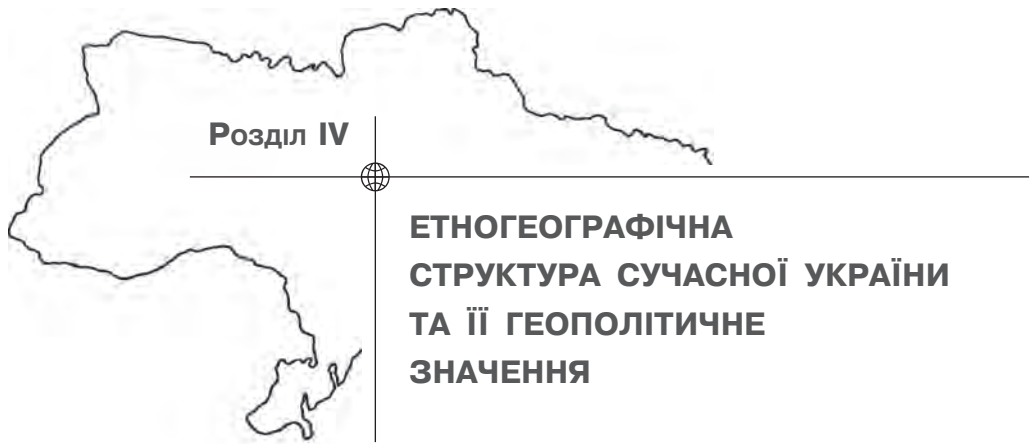 Розділ IV
ЕТНОГЕОГРАФІЧНА
СТРУКТУРА СУЧАСНОЇ УКРАЇНИ
ТА ЇЇ ГЕОПОЛІТИЧНЕ
ЗНАЧЕННЯ